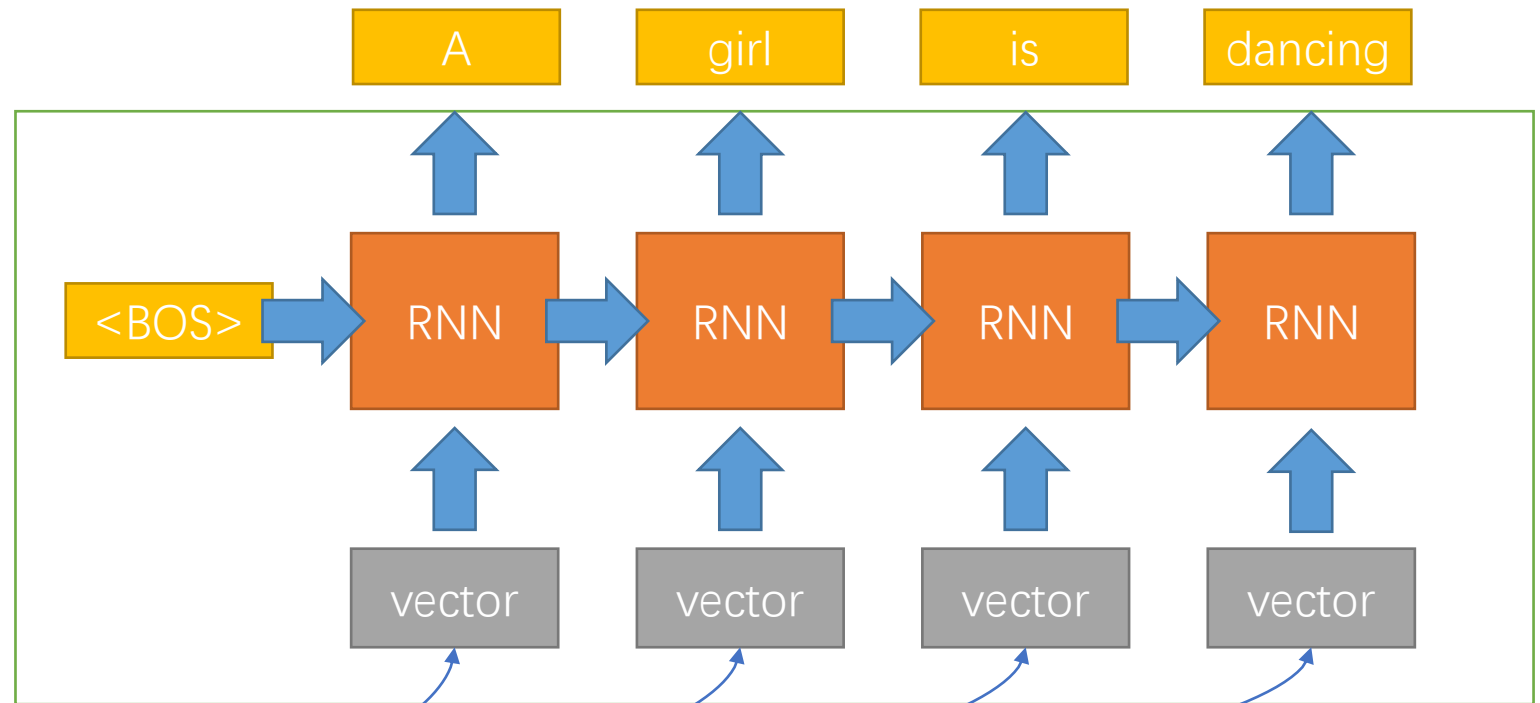 A girl is dancing
<BOS> RNN RNN RNN RNN
vector vector vector vector